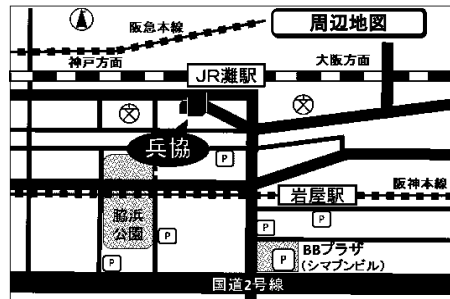 周辺地図
阪急本線
神戸方面
大阪方面
JR灘駅
文
文
兵協
P
P
岩屋駅
阪神本線
脇浜
公園
P
P
P
P
BBプラザ
(シマブンビル)
P
国道2号線